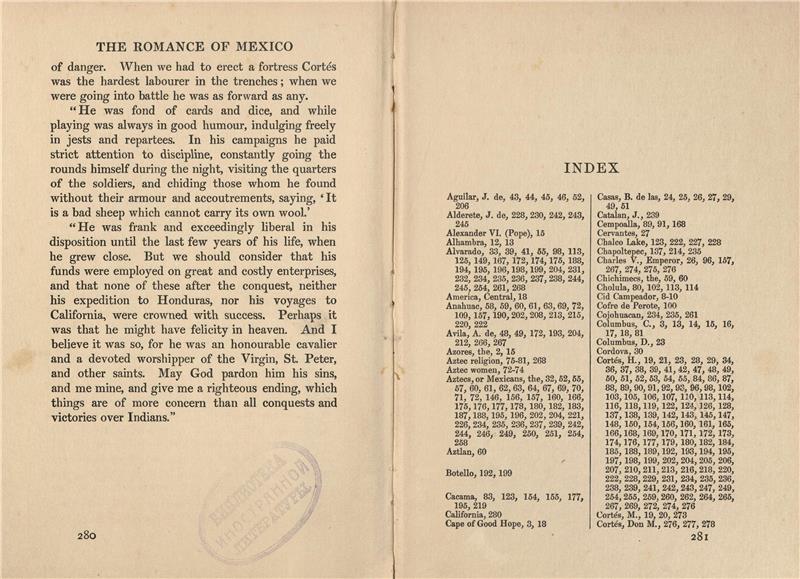 THE ROMANCE OF MEXICO
of danger. When we had to erect a fortress Cortés
was the hardest labourer in the trenches; when we
were going into battle he was as forward as any.
"He was fond of cards and dice, and while
playing was always in good humour, indulging freely
in jests and repartees. In his campaigns he paid
strict attention to discipline, constantly going the
rounds himself during the night, visiting the quarters
of the soldiers, and chiding those whom he found
without their armour and accoutrements, saying, 'It
is a bad sheep which cannot carry its own wool.'
"He was frank and exceedingly liberal in his
disposition until the last few years of his life, when
he grew close. But we should consider that his
funds were employed on great and costly enterprises,
and that none of these after the conquest, neither
his expedition to Honduras, nor his voyages to
California, were crowned with success. Perhaps it
was that he might have felicity in heaven. And I
believe it was so, for he was an honourable cavalier
and a devoted worshipper of the Virgin, St. Peter,
and other saints. May God pardon him his sins,
and me mine, and give me a righteous ending, which
things are of more concern than all conquests and
victories over Indians."
280
INDEX
Aguilar, J. de, 43, 44, 45, 46, 52,
206
Alderete, J. de, 228, 230, 242, 243,
245
Alexander VI. (Pope), 15
Alhambra, 12, 13
Alvarado, 33, 39, 41, 55, 98, 113,
125, 149, 167, 172, 174, 175, 188,
194, 195, 196, 198, 199, 204, 231,
232, 234, 235, 236, 237, 238, 244,
245, 254, 261, 268
America, Central, 18
Anahuac, 58, 59, 60, 61, 63, 69, 72,
109, 157, 190, 202, 208, 213, 215,
220, 222
Avila, A. de, 48, 49, 172, 193, 204,
212, 266, 267
Azores, the, 2, 15
Aztec religion, 75-81, 268
Aztec women, 72-74
Aztecs, or Mexicans, the, 32, 52, 55,
57, 60, 61, 62, 63, 64, 67, 69, 70,
71, 72, 146, 156, 157, 160, 166,
175, 176, 177, 178, 180, 182, 183,
187, 188, 195, 196, 202, 204, 221,
226, 234, 235, 236, 237, 239, 242,
244, 246, 249, 250, 251, 254,
258
Aztlan, 60
Botello, 192, 199
Cacama, 83, 123, 154, 155, 177,
195, 219
California, 280
Cape of Good Hope, 3, 18
Casas, B. de las, 24, 25, 26, 27, 29,
49, 51
Catalan, J., 239
Cempoalla, 89, 91, 168
Cervantes, 27
Chalco Lake, 123, 222, 227, 228
Chapoltepec, 137, 214, 235
Charles V., Emperor, 26, 96, 157,
267, 274, 275, 276
Chichimecs, the, 59, 60
Cholula, 80, 102, 113, 114
Cid Campeador, 8-10
Cofre de Perote, 100
Cojohuacan, 234, 235, 261
Columbus, C., 3, 13, 14, 15, 16,
17, 18, 81
Columbus, D., 23
Cordova, 30
Cortés, H., 19, 21, 23, 28, 29, 34,
36, 37, 38, 39, 41, 42, 47, 48, 49,
50, 51, 52, 53, 54, 55, 84, 86, 87,
88, 89, 90, 91, 92, 93, 96, 98, 102,
103, 105, 106, 107, 110, 113, 114,
116, 118, 119, 122, 124, 126, 128,
137, 138, 139, 142, 143, 145, 147,
148, 150, 154, 156, 160, 161, 165,
166, 168, 169, 170, 171, 172, 173,
174, 176, 177, 179, 180, 182, 184,
185, 188, 189, 192, 193, 194, 195,
197, 198, 199, 202, 204, 205, 206,
207, 210, 211, 213, 216, 218, 220,
222, 228, 229, 231, 234, 235, 236,
238, 239, 241, 242, 243, 247, 249,
254, 255, 259, 260, 262, 264, 265,
267, 269, 272, 274, 276
Cortés, M., 19, 20, 273
Cortés, Don M., 276, 277, 278
281